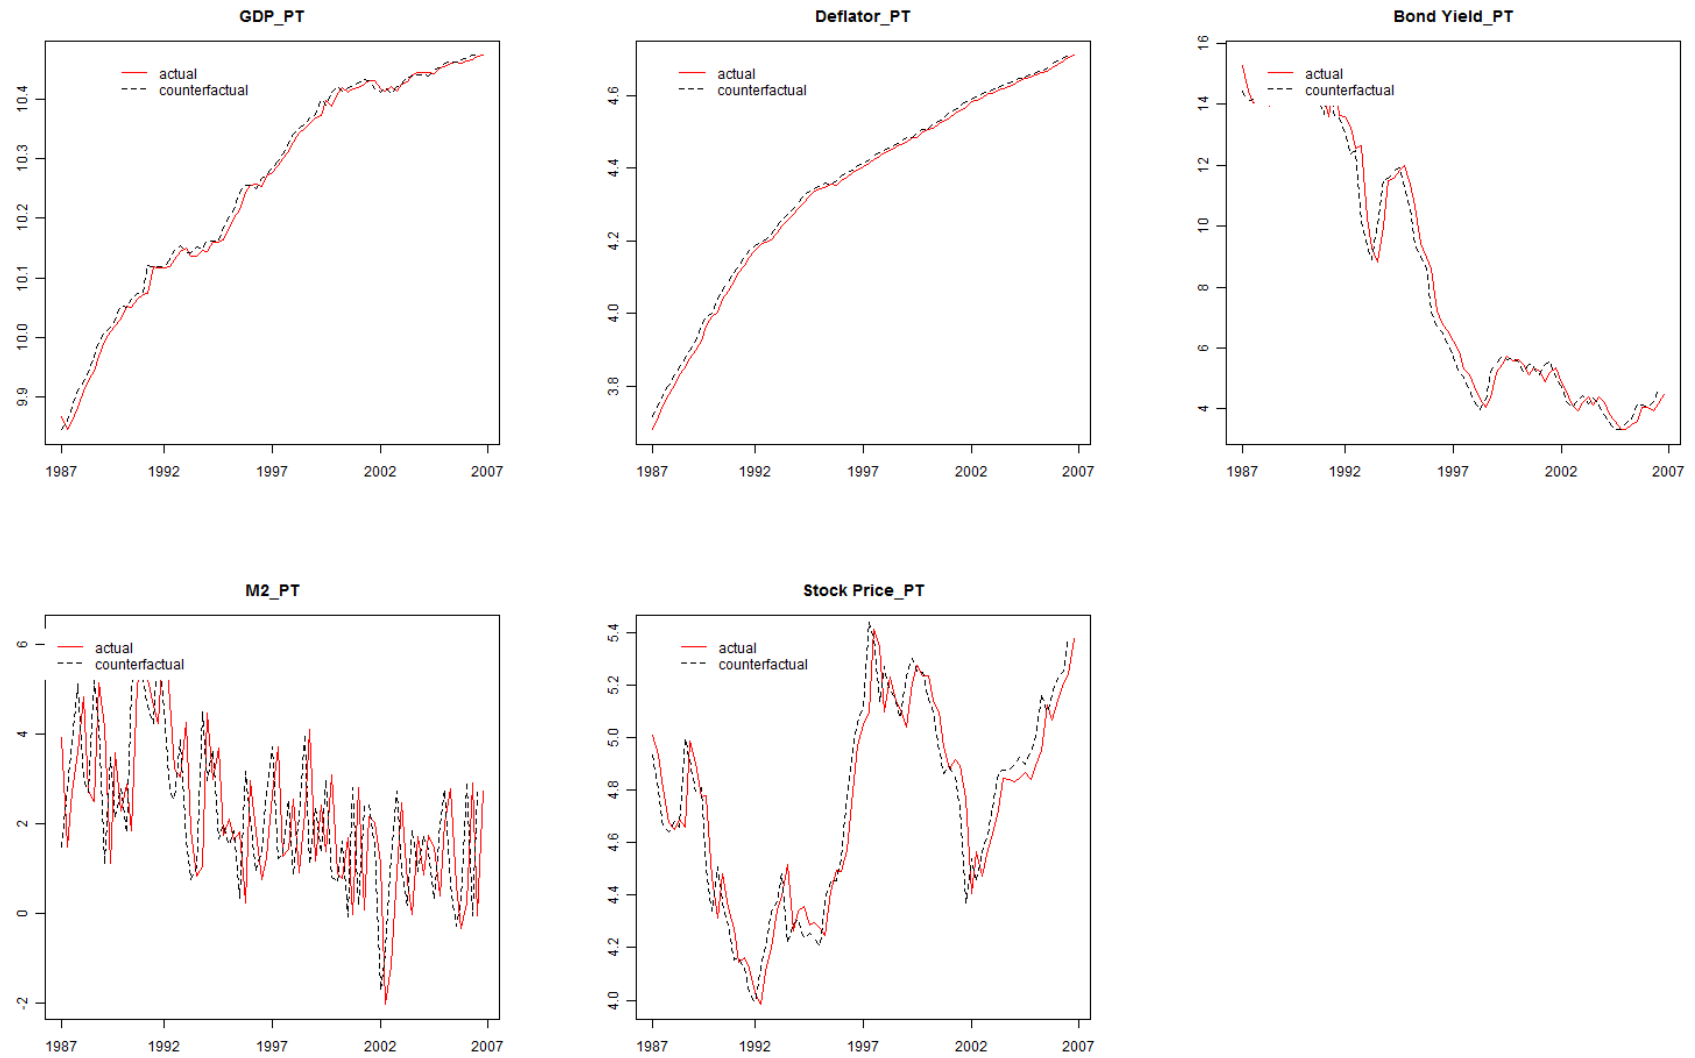 GDP_PT
Deflator_PT
Bond Yield_PT
actual
counterfactual
actual
counterfactual
actual
counterfactual
9.9
10.0
10.1
10.2
10.3
10.4
3.8
4.0
4.2
4.4
4.6
4
6
8
10
12
14
16
1987 1992 1997 2002 2007
1987 1992 1997 2002 2007
1987 1992 1997 2002 2007
M2_PT
Stock Price_PT
actual
counterfactual
actual
counterfactual
-2
0
2
4
6
4.0
4.2
4.4
4.6
4.8
5.0
5.2
5.4
1987 1992 1997 2002 2007
1987 1992 1997 2002 2007